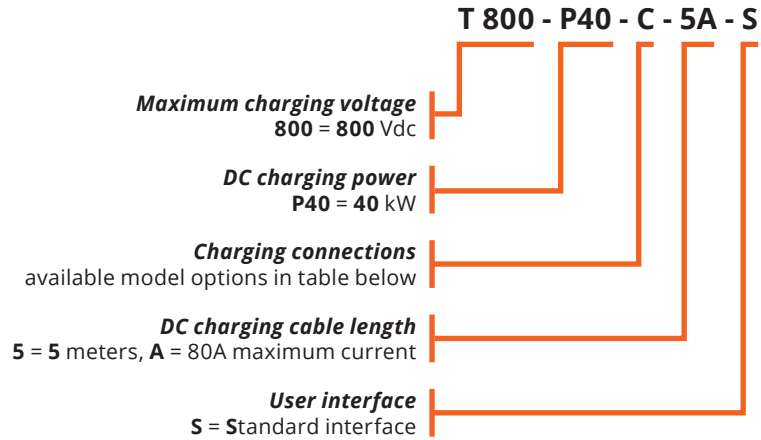 T 800 - P40 - C - 5A - S
Maximum charging voltage
800 = 800 Vdc
DC charging power
P40 = 40 kW
Charging connections
available model options in table below
DC charging cable length
5 = 5 meters, A = 80A maximum current
User interface
S = Standard interface